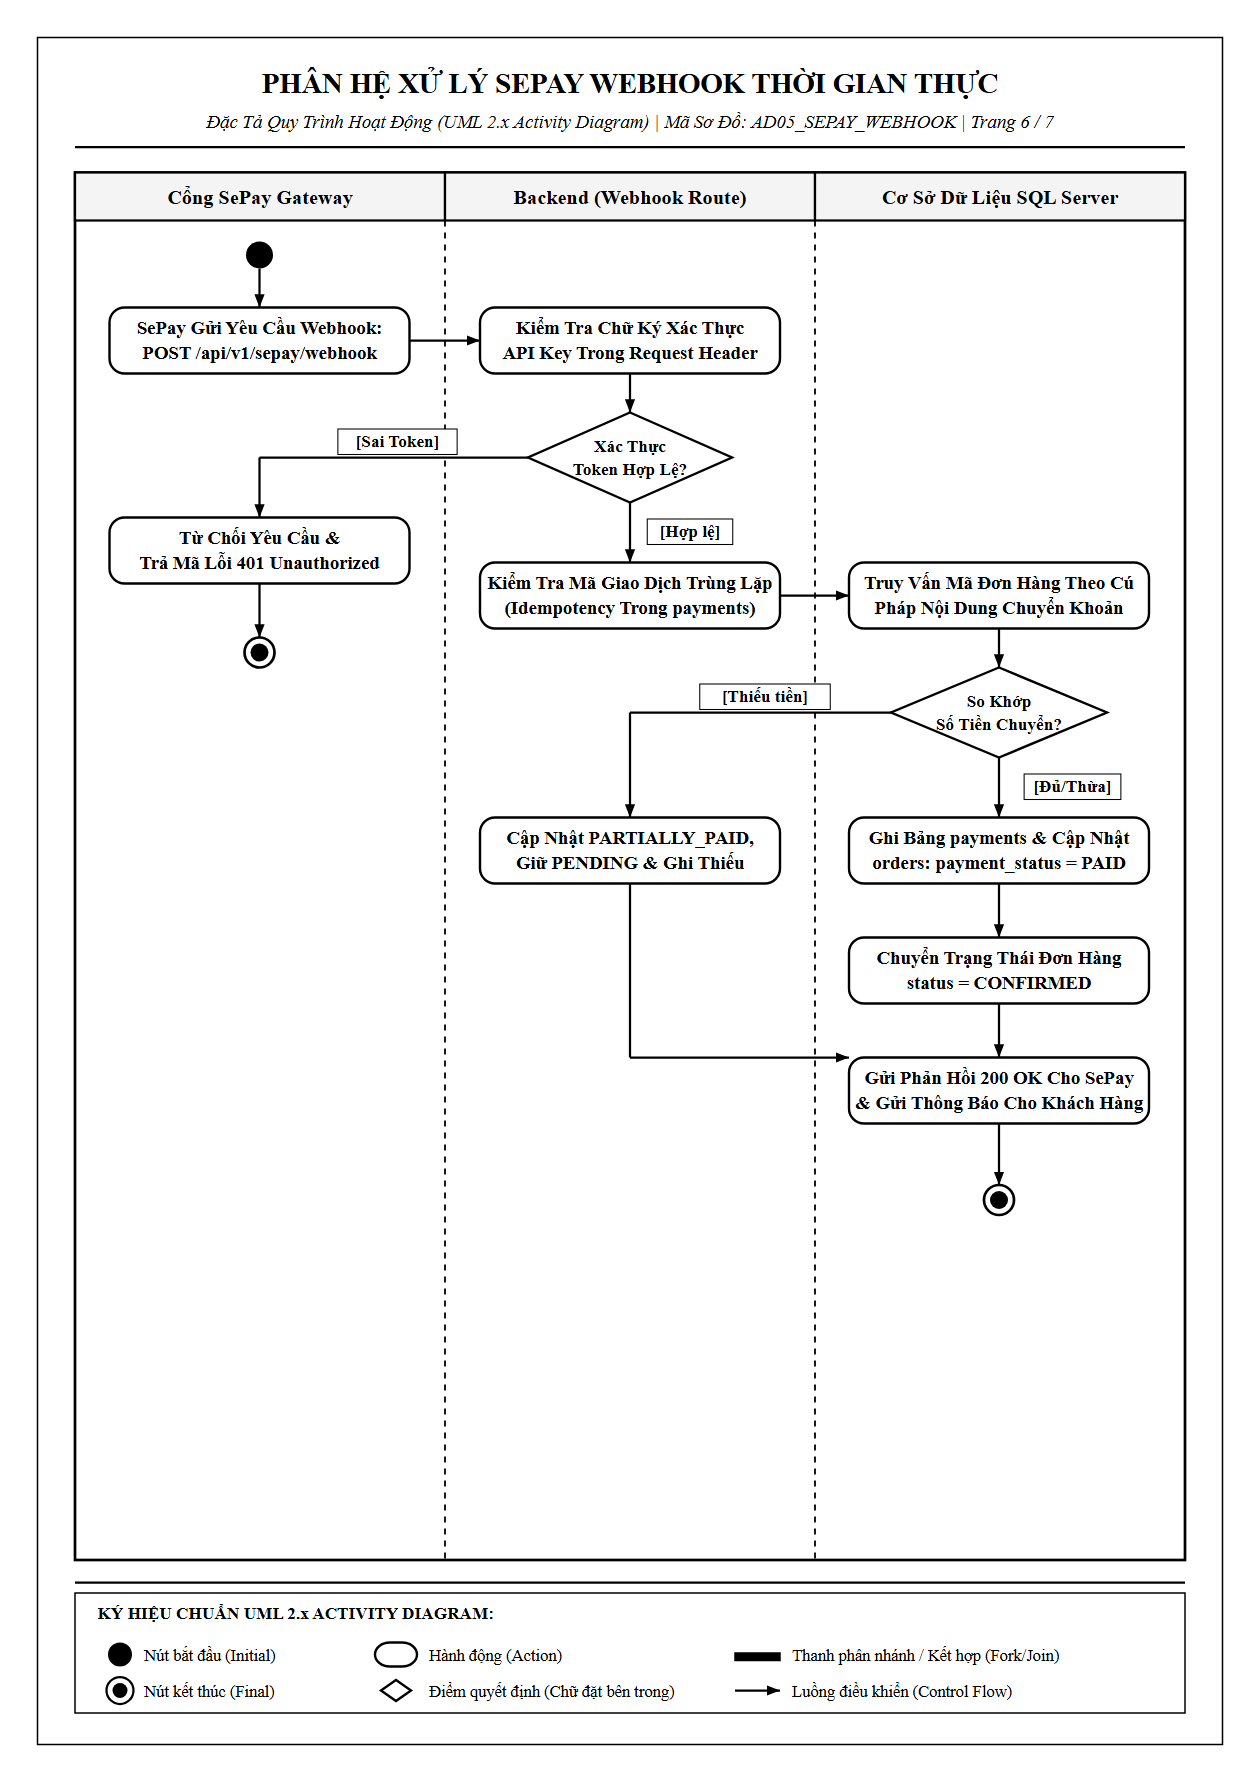 PHÂN HỆ XỬ LÝ SEPAY WEBHOOK THỜI GIAN THỰC
Đặc Tả Quy Trình Hoạt Động (UML 2.x Activity Diagram) | Mã Sơ Đồ: AD05_SEPAY_WEBHOOK | Trang 6 / 7
Cổng SePay Gateway
Backend (Webhook Route)
Cơ Sở Dữ Liệu SQL Server
SePay Gửi Yêu Cầu Webhook:
POST /api/v1/sepay/webhook
Kiểm Tra Chữ Ký Xác Thực
API Key Trong Request Header
[Sai Token]
Xác Thực
Token Hợp Lệ?
Từ Chối Yêu Cầu &
Trả Mã Lỗi 401 Unauthorized
[Hợp lệ]
Kiểm Tra Mã Giao Dịch Trùng Lặp
(Idempotency Trong payments)
Truy Vấn Mã Đơn Hàng Theo Cú
Pháp Nội Dung Chuyển Khoản
[Thiếu tiền]
So Khớp
Số Tiền Chuyển?
[Đủ/Thừa]
Cập Nhật PARTIALLY_PAID,
Giữ PENDING & Ghi Thiếu
Ghi Bảng payments & Cập Nhật
orders: payment_status = PAID
Chuyển Trạng Thái Đơn Hàng
status = CONFIRMED
Gửi Phản Hồi 200 OK Cho SePay
& Gửi Thông Báo Cho Khách Hàng
KÝ HIỆU CHUẨN UML 2.x ACTIVITY DIAGRAM:
Nút bắt đầu (Initial)
Hành động (Action)
Thanh phân nhánh / Kết hợp (Fork/Join)
Nút kết thúc (Final)
Điểm quyết định (Chữ đặt bên trong)
Luồng điều khiển (Control Flow)